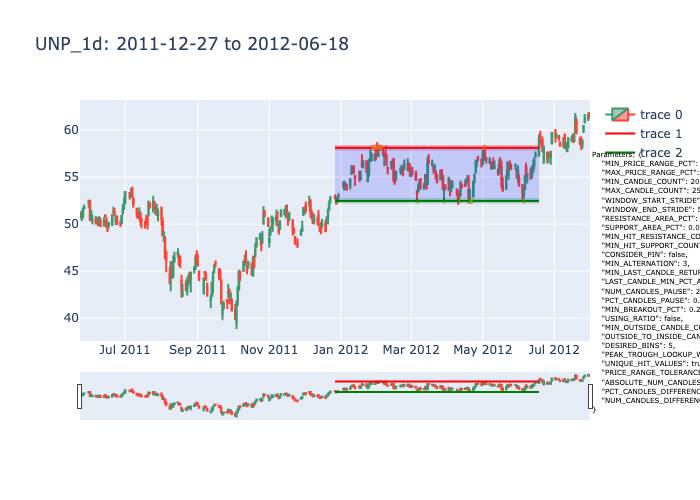 UNP_1d: 2011-12-27 to 2012-06-18
60
55
50
45
40
Jul 2011
Sep 2011
Nov 2011
Jan 2012
Mar 2012
May 2012
Jul 2012
trace 0
trace 1
trace 2
Parameters: {
"MIN_PRICE_RANGE_PCT":
"MAX_PRICE_RANGE_PCT":
"MIN_CANDLE_COUNT": 20
"MAX_CANDLE_COUNT": 25
"WINDOW_START_STRIDE"
"WINDOW_END_STRIDE": 5
"RESISTANCE_AREA_PCT":
"SUPPORT_AREA_PCT": 0.0
"MIN_HIT_RESISTANCE_CO
"MIN_HIT_SUPPORT_COUNT
"CONSIDER_PIN": false,
"MIN_ALTERNATION": 3,
"MIN_LAST_CANDLE_RETUR
"LAST_CANDLE_MIN_PCT_A
"NUM_CANDLES_PAUSE": 2
"PCT_CANDLES_PAUSE": 0.
"MIN_BREAKOUT_PCT": 0.2
"USING_RATIO": false,
"MIN_OUTSIDE_CANDLE_CO
"OUTSIDE_TO_INSIDE_CAN
"DESIRED_BINS": 5,
"PEAK_TROUGH_LOOKUP_W
"UNIQUE_HIT_VALUES": tru
"PRICE_RANGE_TOLERANC
"ABSOLUTE_NUM_CANDLES
"PCT_CANDLES_DIFFERENC
"NUM_CANDLES_DIFFEREN
}